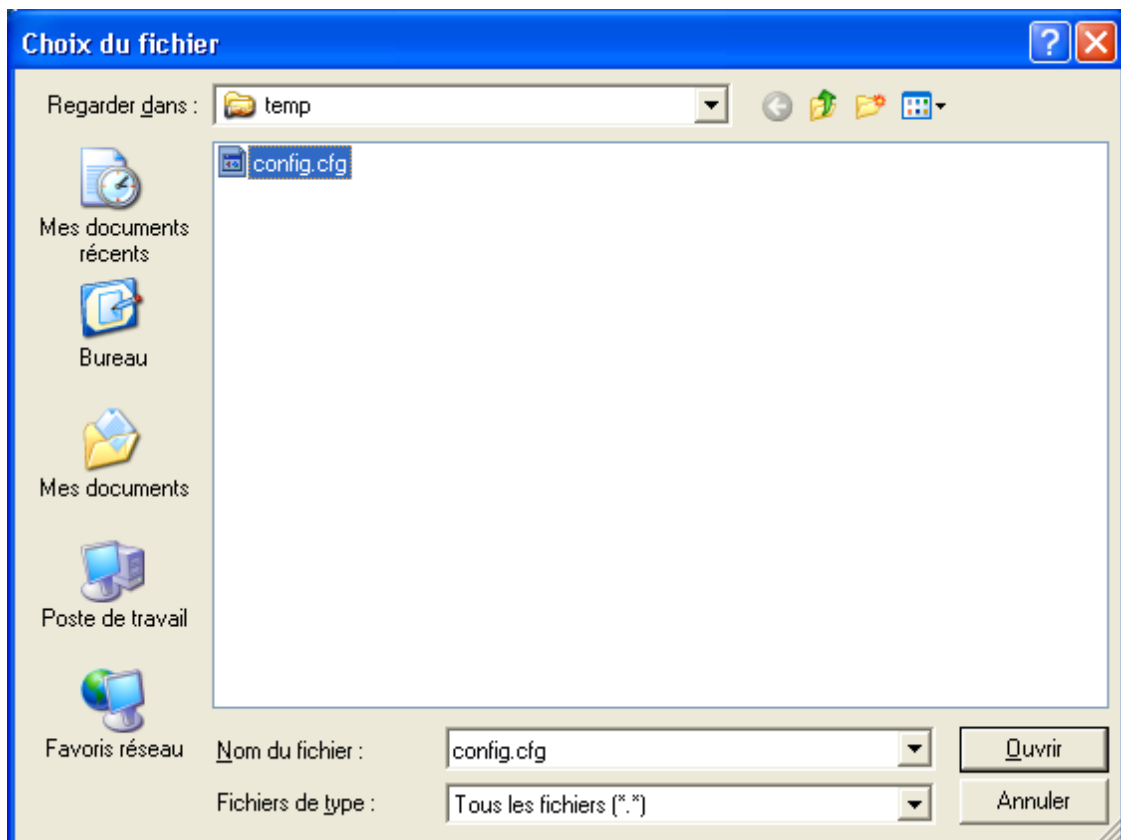 Choix du fichier
Regarder dans :
temp
config.cfg
Mes documents
récents
Bureau
Mes documents
Poste de travail
Favoris réseau
Nom du fichier :
config.cfg
Ouvrir
Fichiers de type :
Tous les fichiers (*.*)
Annuler